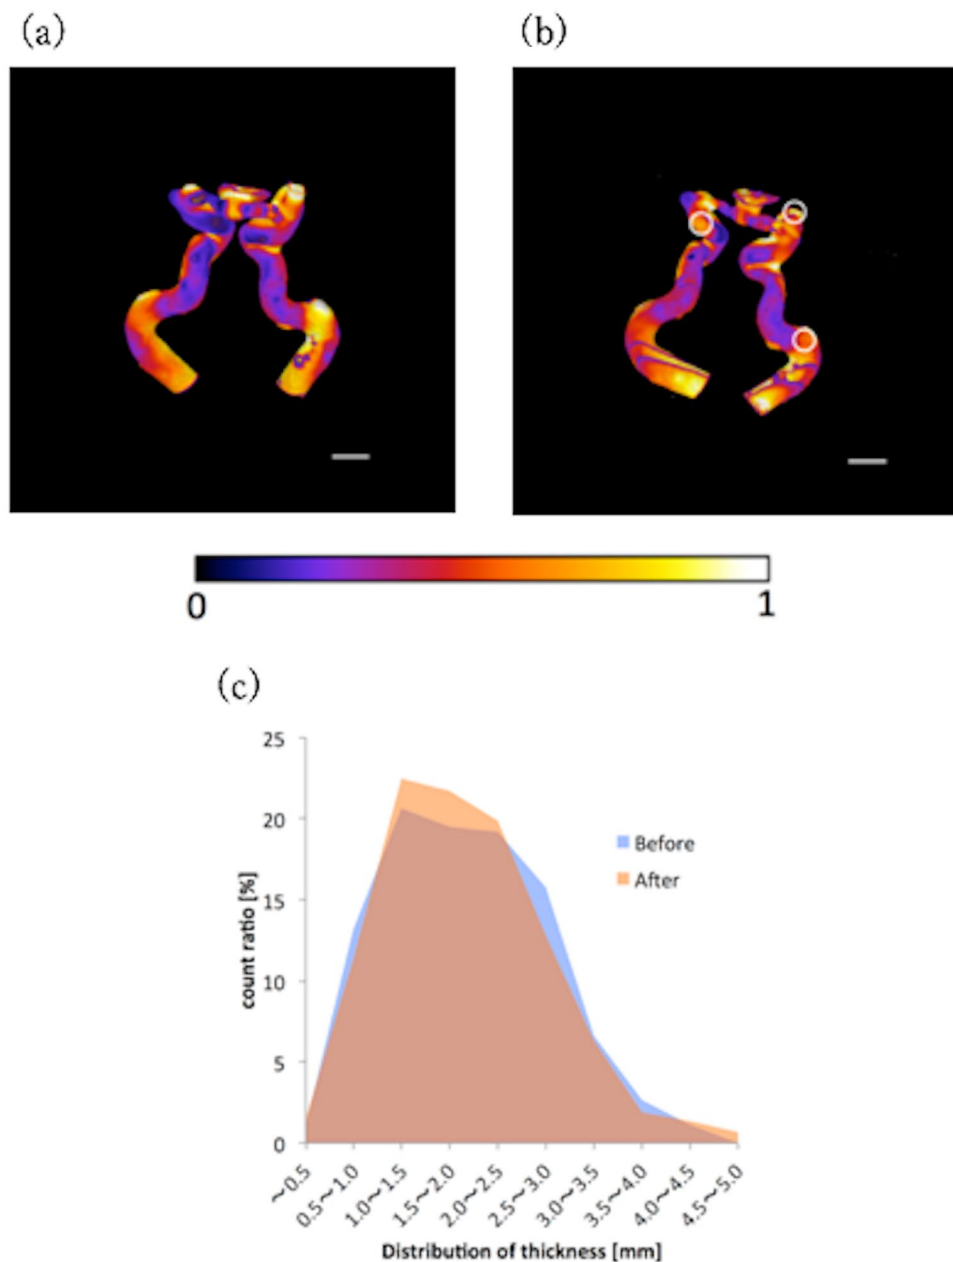 (a)
(b)
0
1
(c)
25
20
15
10
5
0
count ratio [%]
Before
After
～0.5
0.5～1.0
1.0～1.5
1.5～2.0
2.0～2.5
2.5～3.0
3.0～3.5
3.5～4.0
4.0～4.5
4.5～5.0
Distribution of thickness [mm]